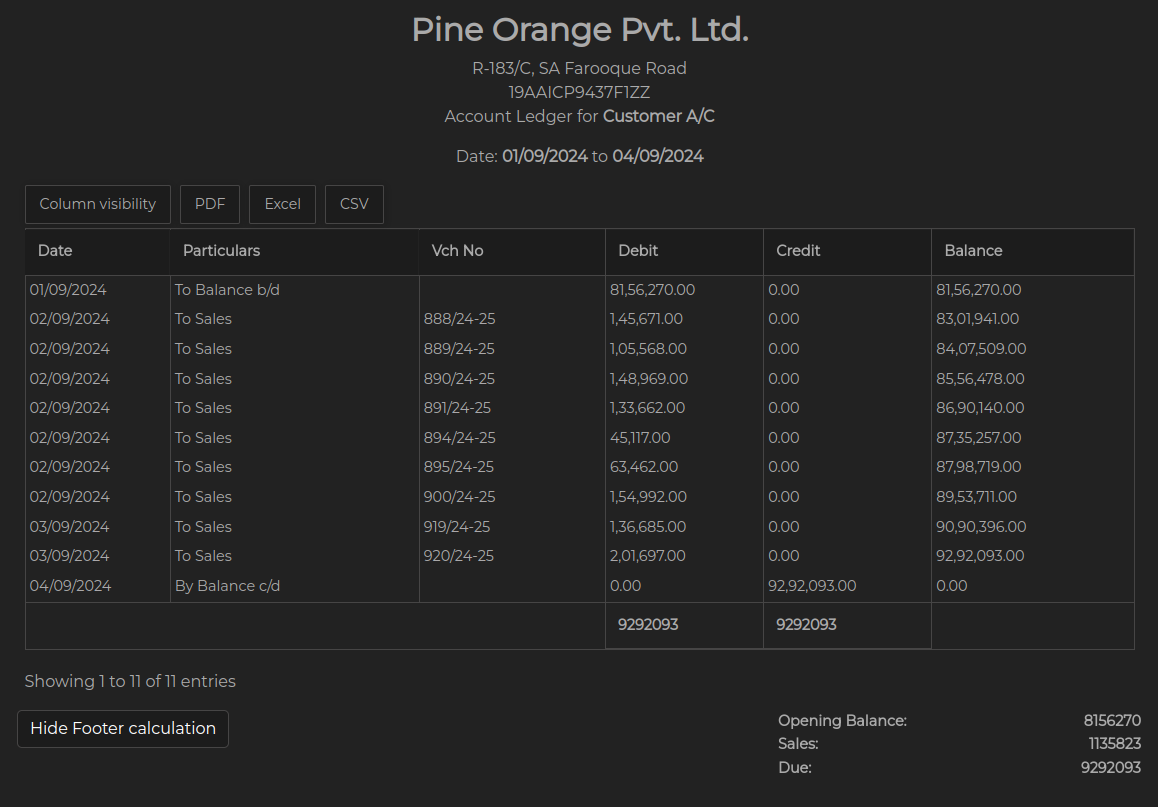 Pine Orange Pvt. Ltd.
R-183/C, SA Farooque Road
19AAICP9437F1ZZ
Account Ledger for Customer A/C
Date: 01/09/2024 to 04/09/2024
Column visibility PDF Excel CSV
Date Particulars Vch No Debit Credit Balance
01/09/2024 To Balance b/d 81,56,270.00 0.00 81,56,270.00
02/09/2024 To Sales 888/24-25 1,45,671.00 0.00 83,01,941.00
02/09/2024 To Sales 889/24-25 1,05,568.00 0.00 84,07,509.00
02/09/2024 To Sales 890/24-25 1,48,969.00 0.00 85,56,478.00
02/09/2024 To Sales 891/24-25 1,33,662.00 0.00 86,90,140.00
02/09/2024 To Sales 894/24-25 45,117.00 0.00 87,35,257.00
02/09/2024 To Sales 895/24-25 63,462.00 0.00 87,98,719.00
02/09/2024 To Sales 900/24-25 1,54,992.00 0.00 89,53,711.00
03/09/2024 To Sales 919/24-25 1,36,685.00 0.00 90,90,396.00
03/09/2024 To Sales 920/24-25 2,01,697.00 0.00 92,92,093.00
04/09/2024 By Balance c/d 0.00 92,92,093.00 0.00
9292093 9292093
Showing 1 to 11 of 11 entries
Hide Footer calculation
Opening Balance: 8156270
Sales: 1135823
Due: 9292093